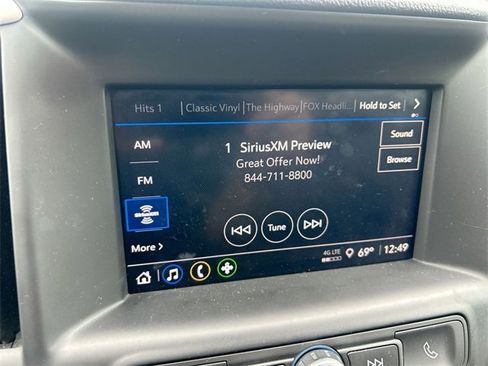 Hits 1 Classic Vinyl The Highway FOX Headli... Hold to Set
AM
1 SiriusXM Preview
Sound
Great Offer Now!
Browse
FM
844-711-8800
SiriusXM
Tune
More
4G LTE
69° 12:49